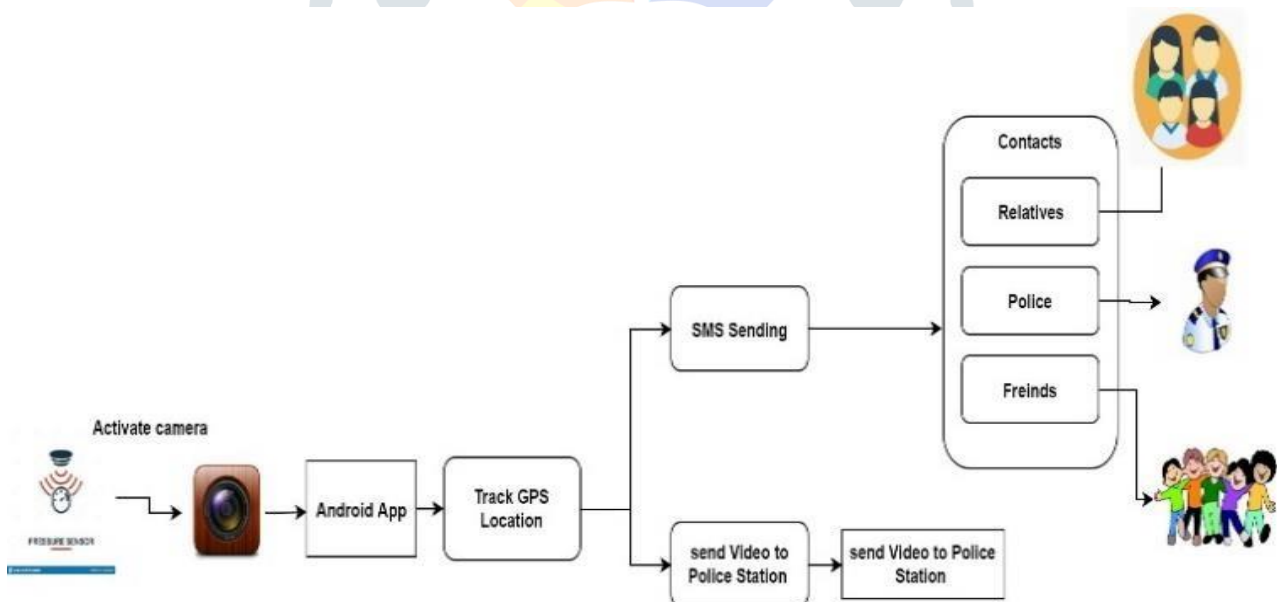 Contacts
Relatives
Police
SMS Sending
Freinds
Activate camera
PRESSURE SENSOR
Android App
Track GPS
Location
send Video to
Police Station
send Video to Police
Station